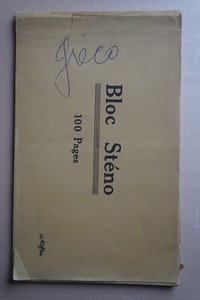 greco
Bloc Sténo
100 Pages